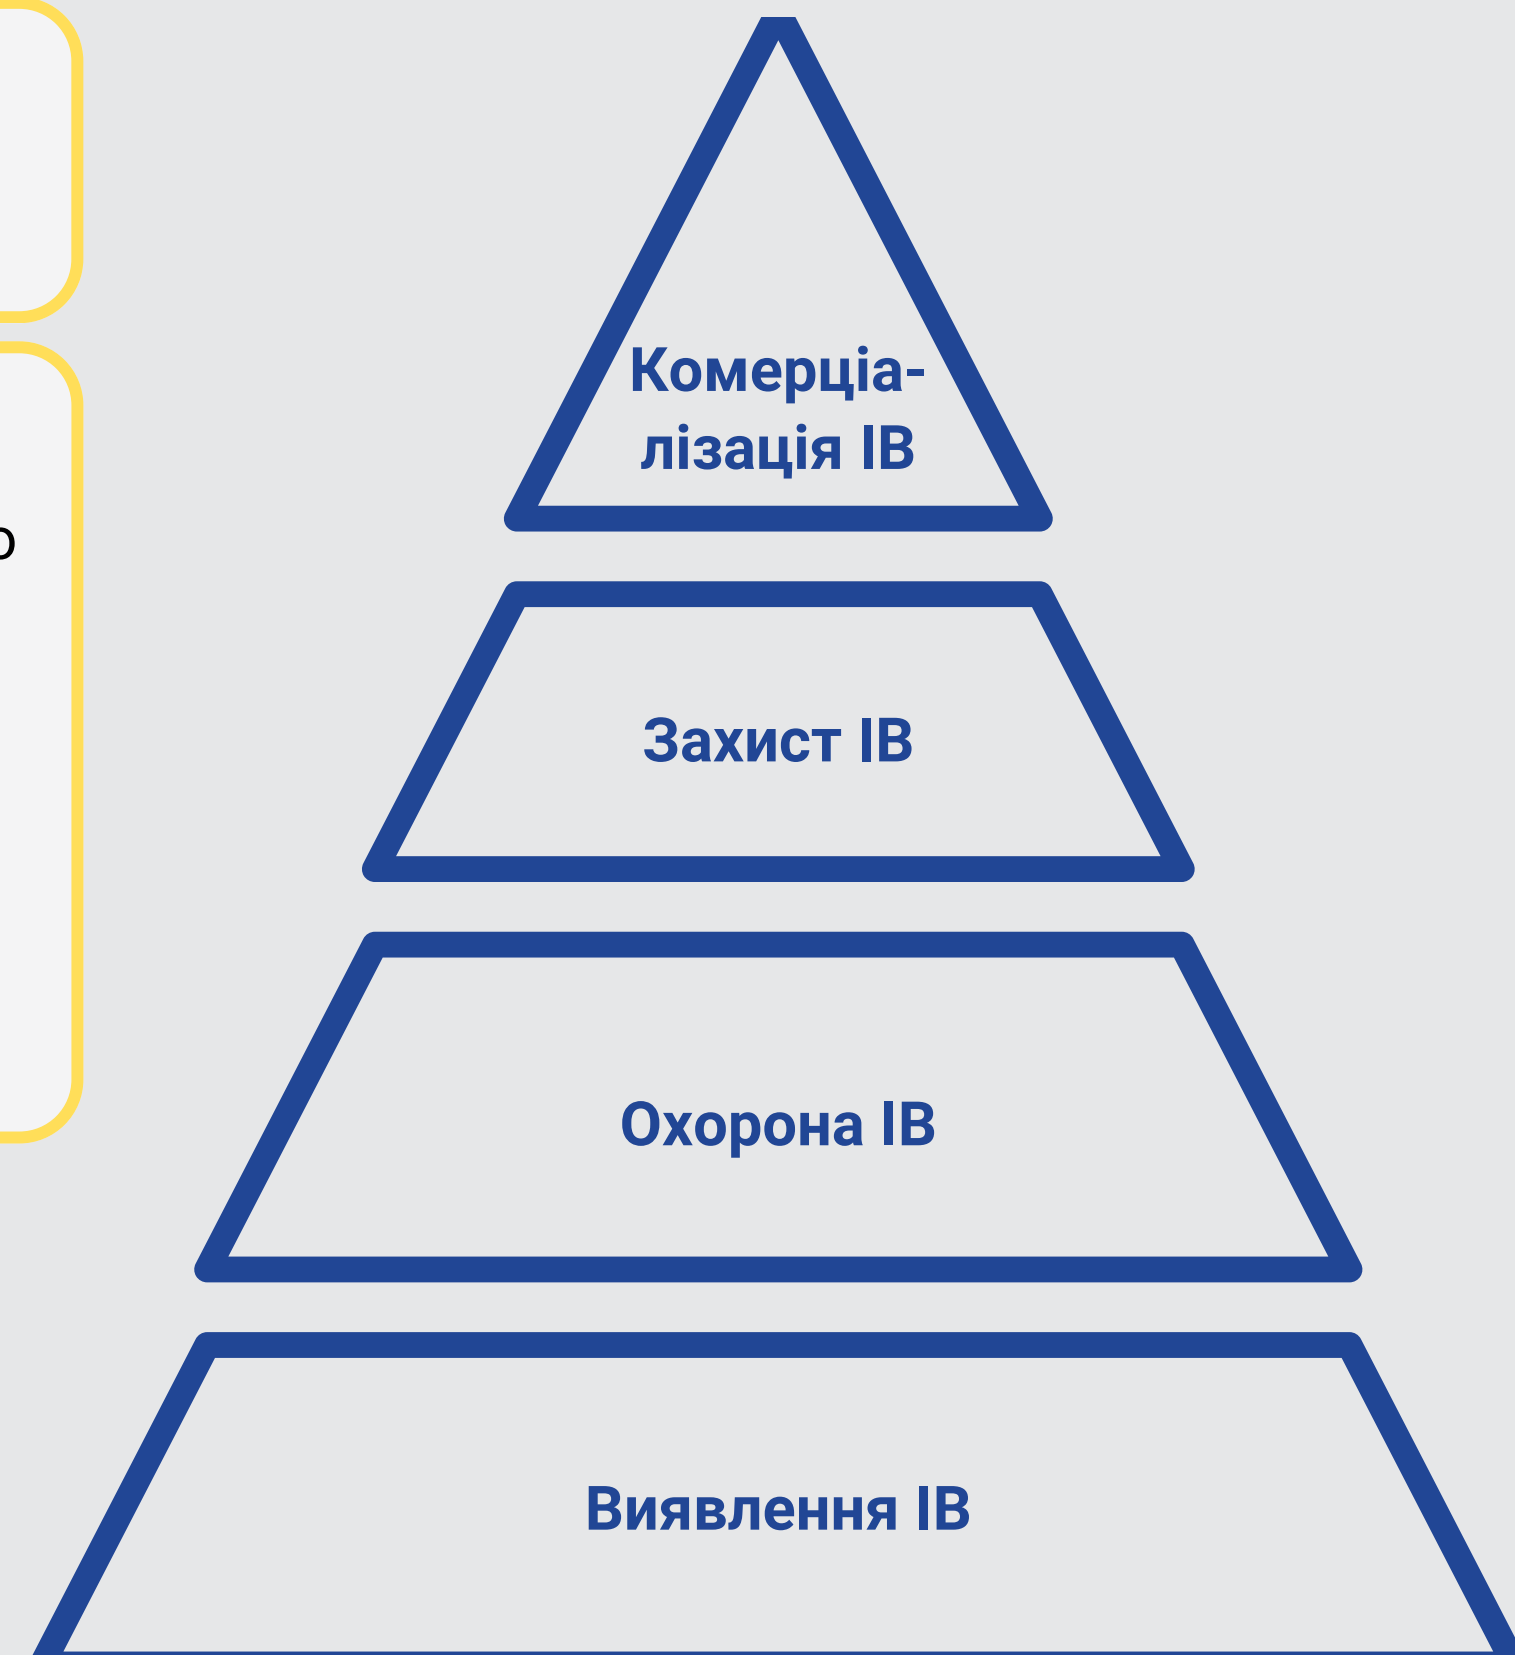 Комерціа-
лізація ІВ
Захист ІВ
Охорона ІВ
Виявлення ІВ